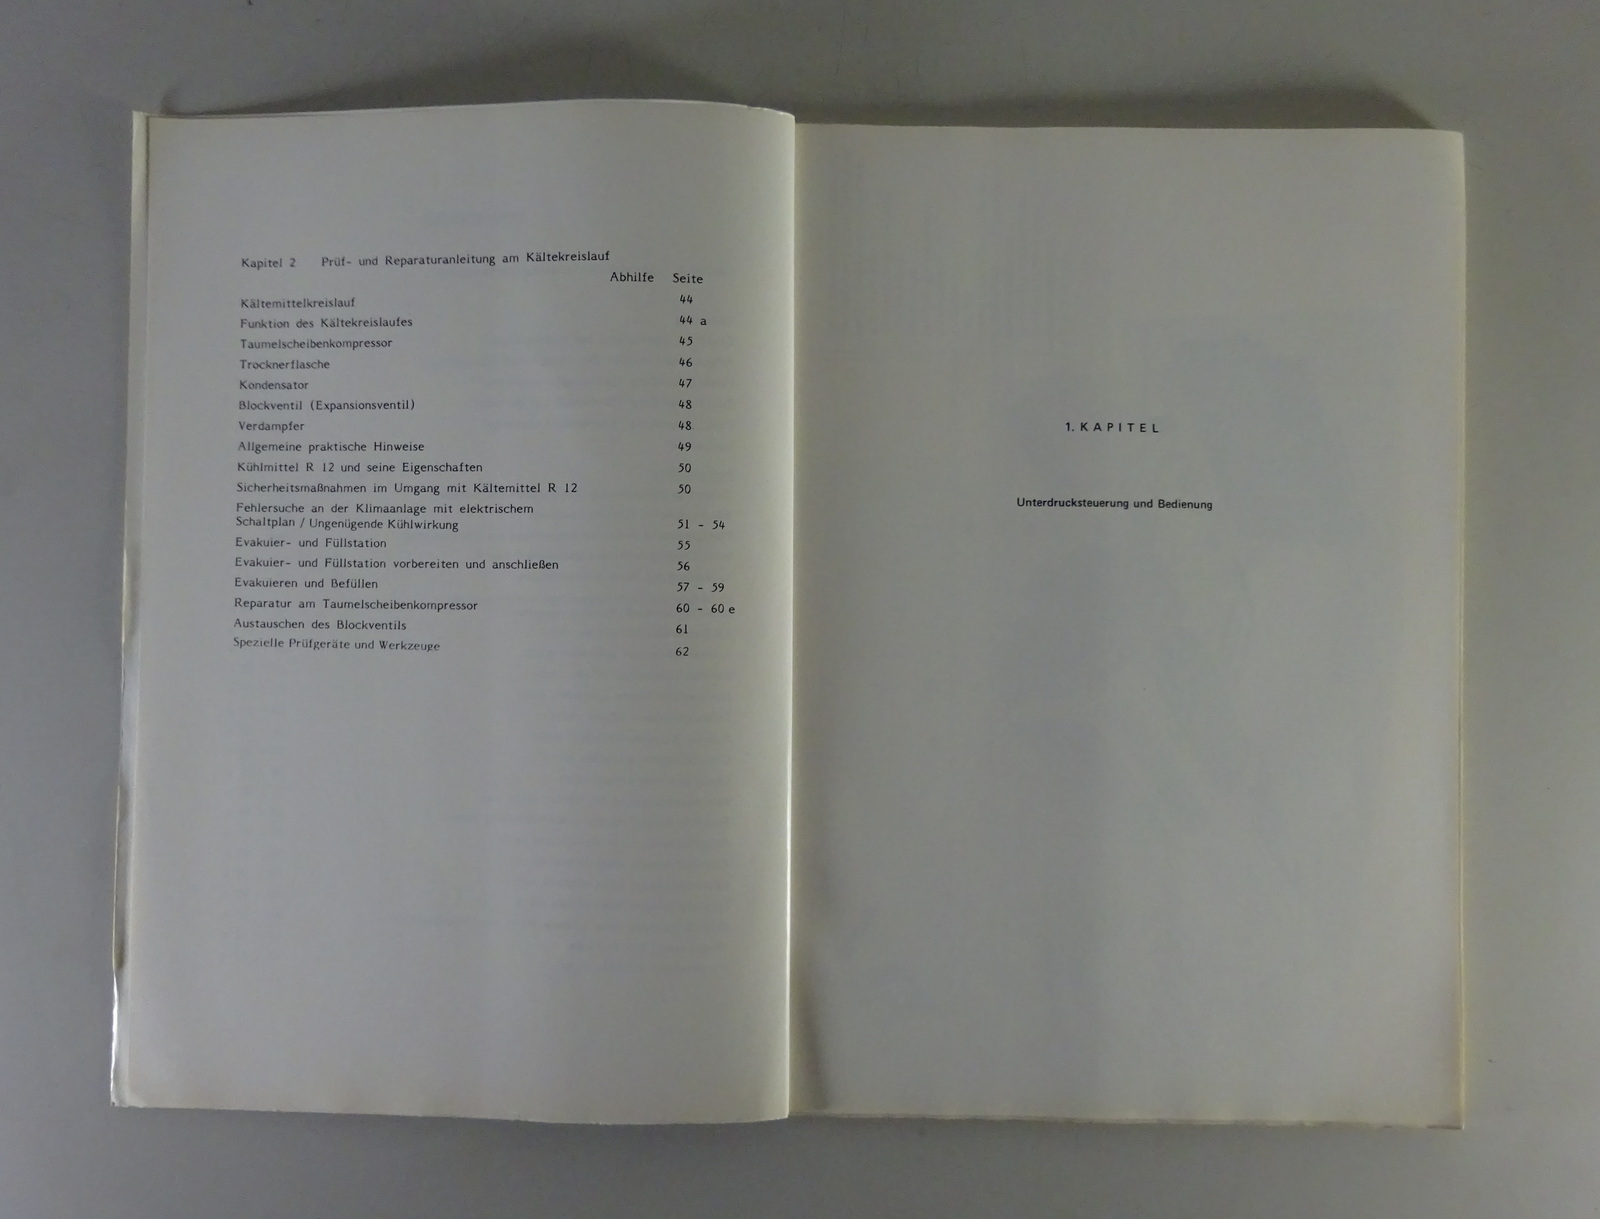 Kapitel 2 Prüf- und Reparaturanleitung am Kältekreislauf
Abhilfe Seite
Kältemittelkreislauf 44
Funktion des Kältekreislaufes 44 a
Taumelscheibenkompressor 45
Trocknerflasche 46
Kondensator 47
Blockventil (Expansionsventil) 48
Verdampfer 48
Allgemeine praktische Hinweise 49
Kühlmittel R 12 und seine Eigenschaften 50
Sicherheitsmaßnahmen im Umgang mit Kältemittel R 12 50
Fehlersuche an der Klimaanlage mit elektrischem
Schaltplan / Ungenügende Kühlwirkung 51 - 54
Evakuier- und Füllstation 55
Evakuier- und Füllstation vorbereiten und anschließen 56
Evakuieren und Befüllen 57 - 59
Reparatur am Taumelscheibenkompressor 60 - 60 e
Austauschen des Blockventils 61
Spezielle Prüfgeräte und Werkzeuge 62
1. KAPITEL
Unterdrucksteuerung und Bedienung